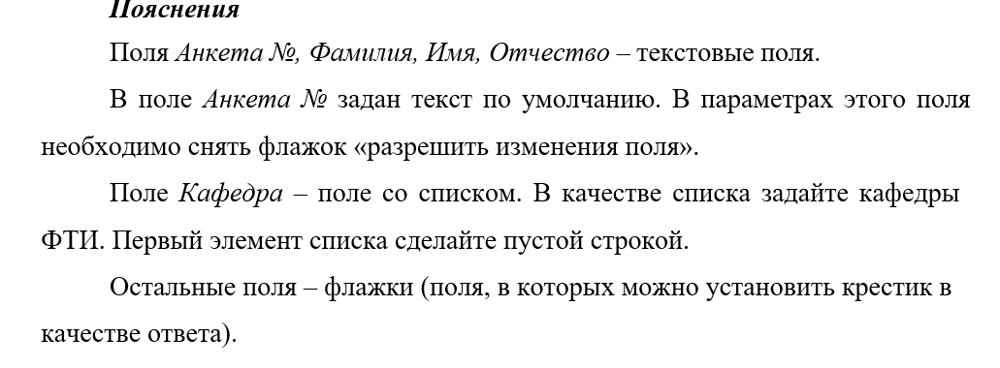 Пояснения
Поля Анкета №, Фамилия, Имя, Отчество – текстовые поля.
В поле Анкета № задан текст по умолчанию. В параметрах этого поля
необходимо снять флажок «разрешить изменения поля».
Поле Кафедра – поле со списком. В качестве списка задайте кафедры
ФТИ. Первый элемент списка сделайте пустой строкой.
Остальные поля – флажки (поля, в которых можно установить крестик в
качестве ответа).